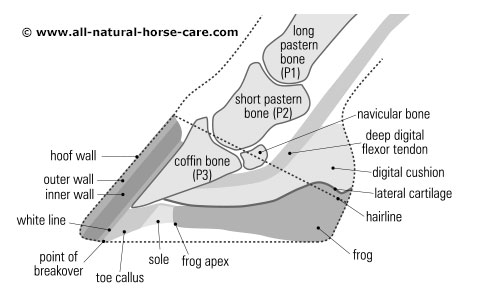 © www.all-natural-horse-care.com
long
pastern
bone
(P1)
short pastern
bone (P2)
navicular bone
deep digital
flexor tendon
coffin bone
(P3)
hoof wall
digital cushion
outer wall
inner wall
lateral cartilage
hairline
white line
point of
breakover
toe callus
sole
frog apex
frog